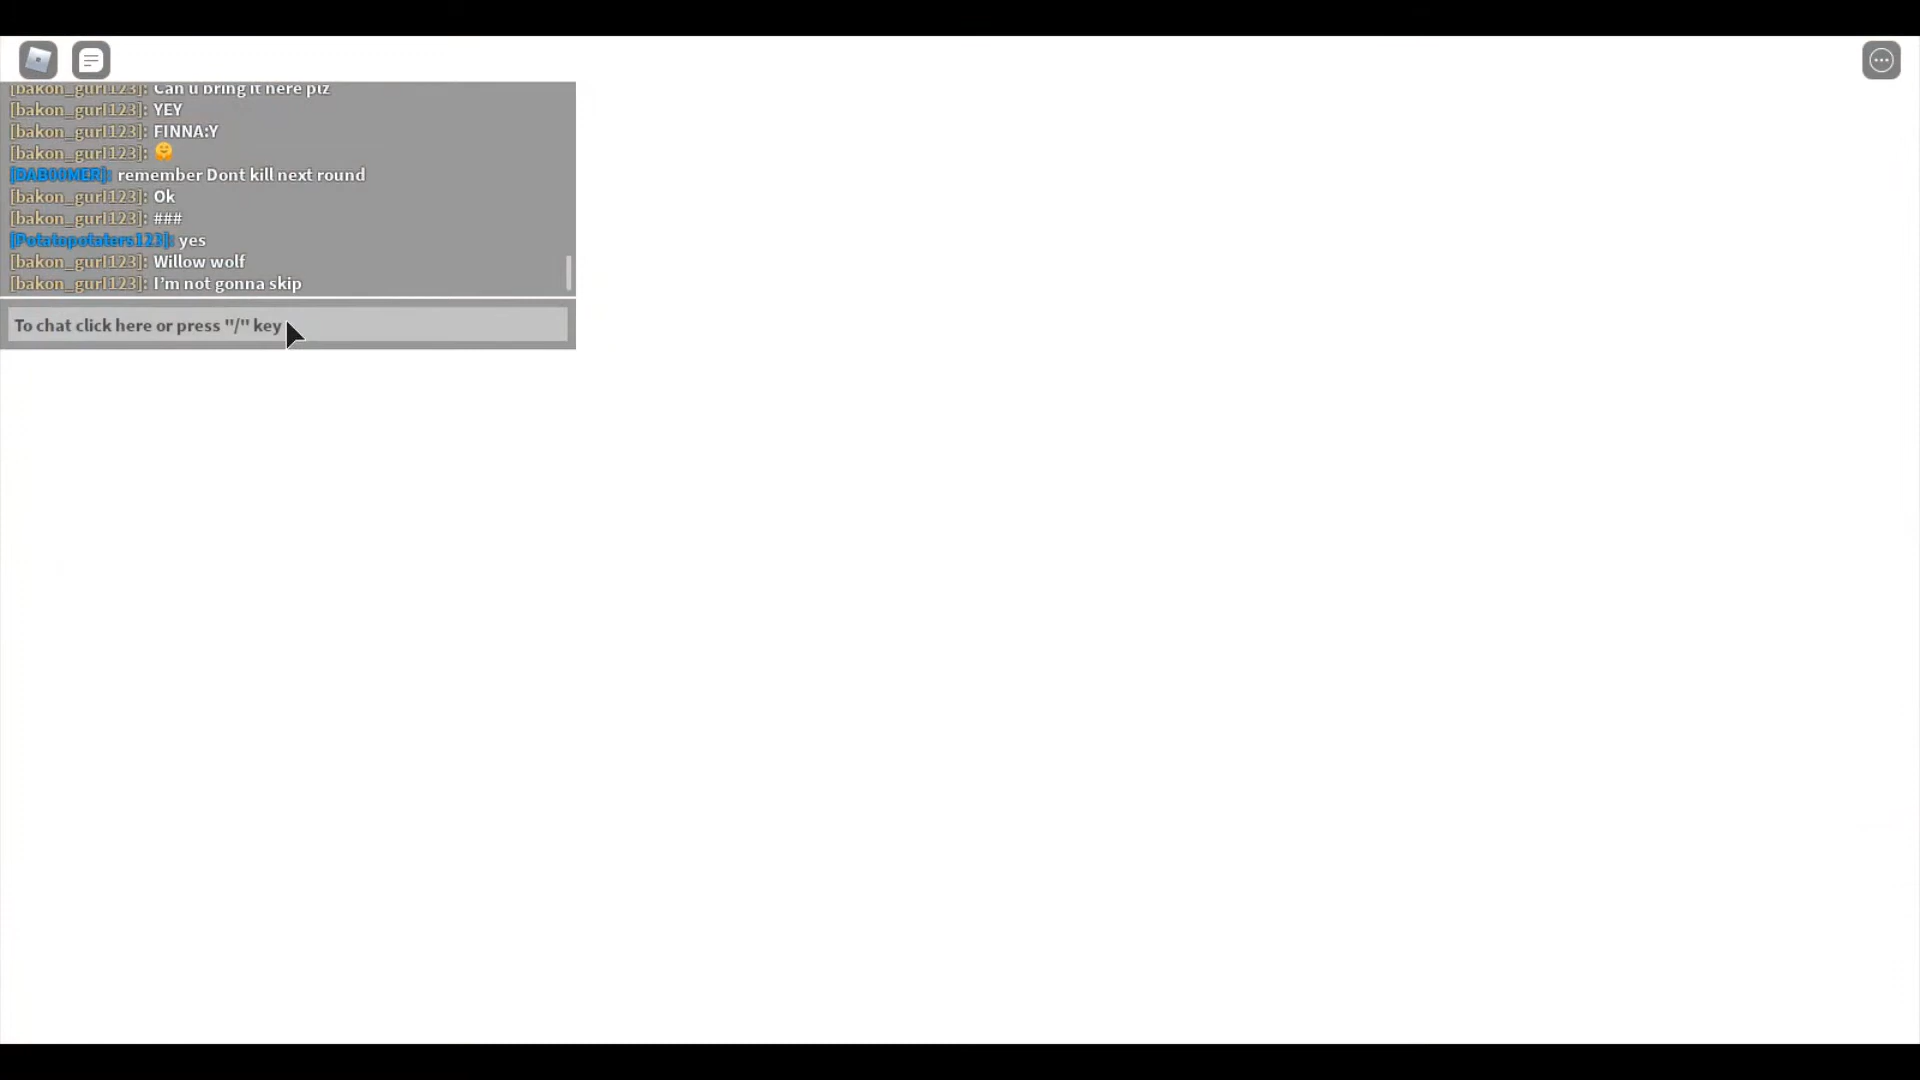 [bakon_gurl123]: Can u bring it here plz
[bakon_gurl123]: YEY
[bakon_gurl123]: FINNA:Y
[bakon_gurl123]: 🤗
[BAB00MER]: remember Dont kill next round
[bakon_gurl123]: Ok
[bakon_gurl123]: ###
[Potatopotaters123]: yes
[bakon_gurl123]: Willow wolf
[bakon_gurl123]: I'm not gonna skip
To chat click here or press "/" key